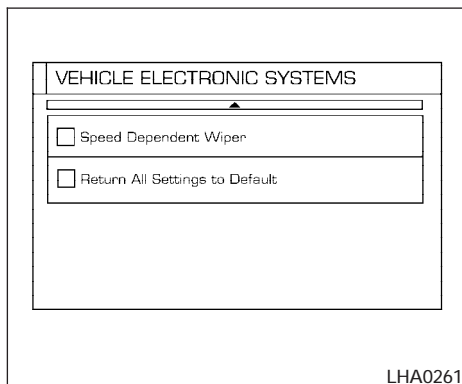 VEHICLE ELECTRONIC SYSTEMS
Speed Dependent Wiper
Return All Settings to Default
LHA0261